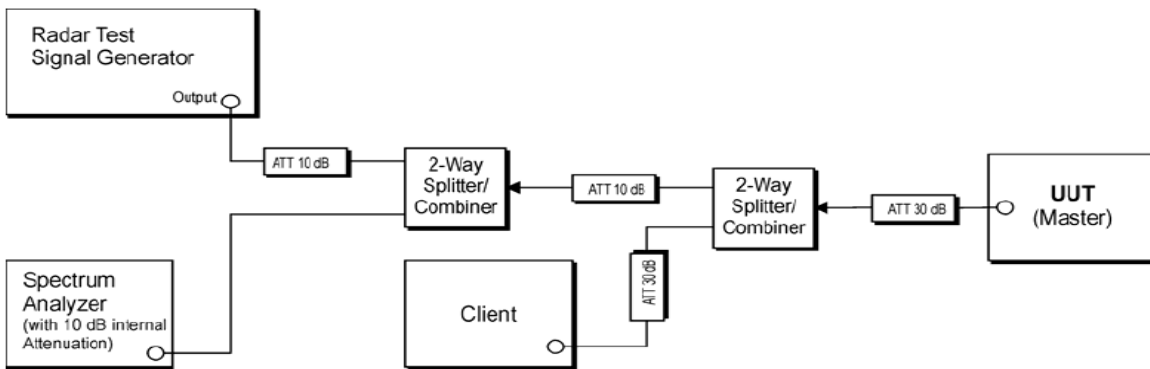 Radar Test
Signal Generator
Output
ATT 10 dB
2-Way
Splitter/
Combiner
ATT 10 dB
2-Way
Splitter/
Combiner
ATT 30 dB
UUT
(Master)
Spectrum
Analyzer
(with 10 dB internal
Attenuation)
Client
ATT 30 dB